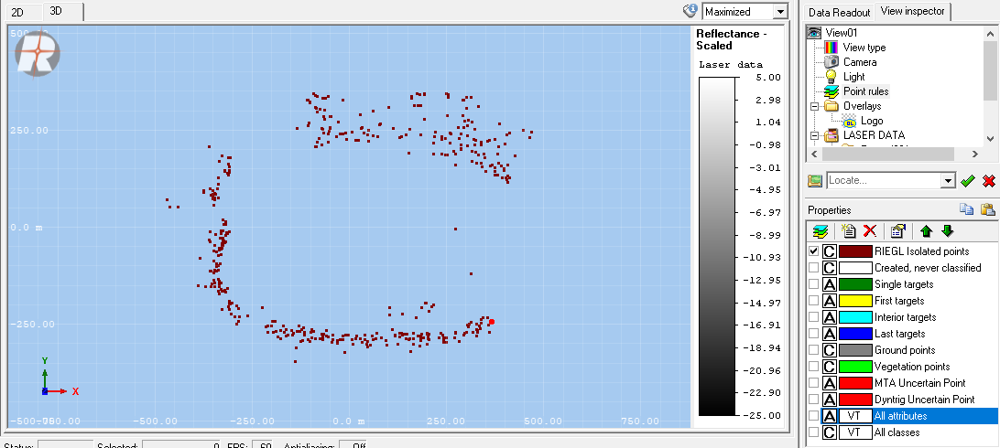 2D 3D
Maximized
500.00
250.00
0.0 m
-250.00
Y
X
-750.00 -500.00 -250.00 0.0 m 250.00 500.00 750.00
Reflectance -
Scaled
Laser data
5.00
2.98
1.04
-0.98
-3.01
-4.95
-6.97
-8.99
-10.93
-12.95
-14.97
-16.91
-18.94
-20.96
-22.90
-25.00
Selected: 0 FPS: 60 Antialiasing: Off
Data Readout View inspector
View01
View type
Camera
Light
Point rules
Overlays
Logo
LASER DATA
Locate...
Properties
C RIEGL Isolated points
C Created, never classified
A Single targets
A First targets
A Interior targets
A Last targets
C Ground points
C Vegetation points
A MTA Uncertain Point
A Dyntrig Uncertain Point
A VT All attributes
C VT All classes